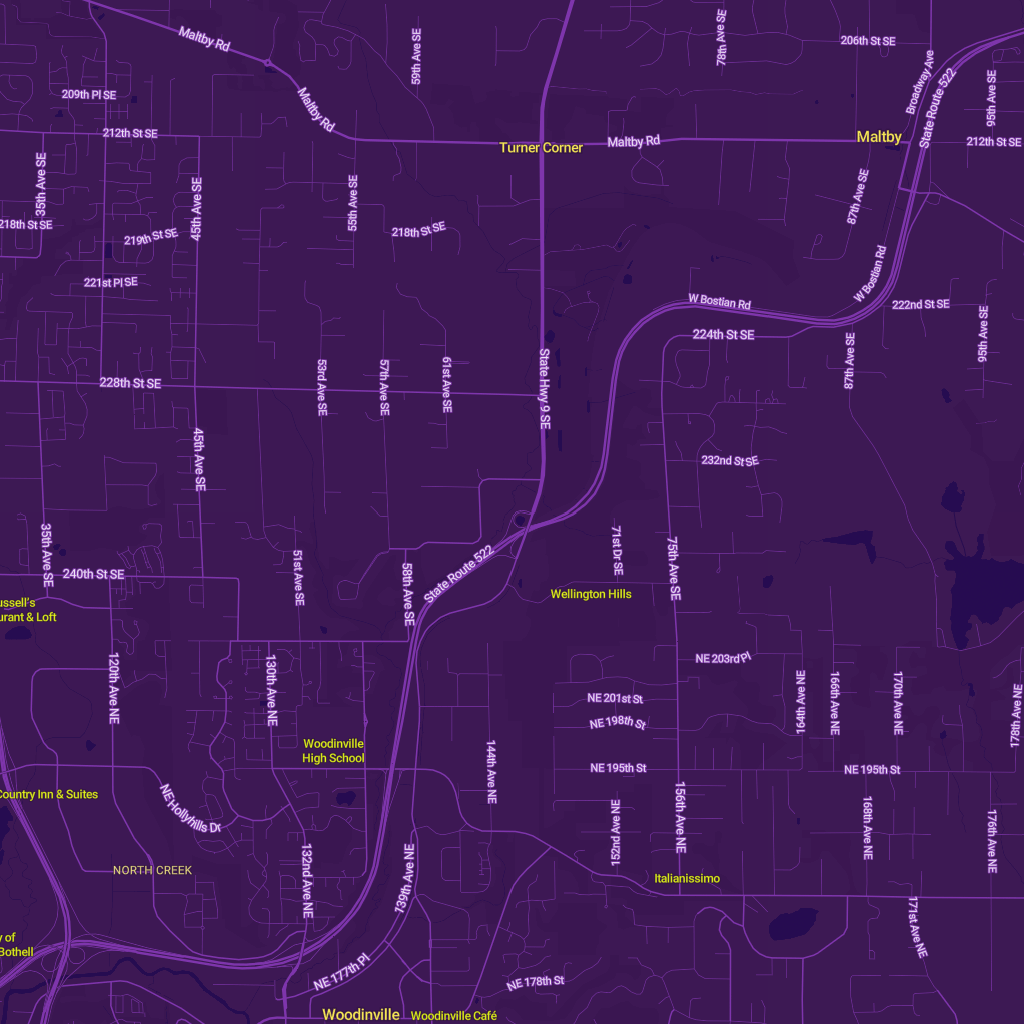 Maltby Rd
59th Ave SE
78th Ave SE
206th St SE
Broadway Ave
State Route 522
95th Ave SE
209th Pl SE
Maltby Rd
212th St SE
Turner Corner
Maltby Rd
Maltby
212th St SE
35th Ave SE
45th Ave SE
55th Ave SE
87th Ave SE
218th St SE
219th St SE
218th St SE
221st Pl SE
W Bostian Rd
W Bostian Rd
222nd St SE
224th St SE
95th Ave SE
87th Ave SE
228th St SE
53rd Ave SE
57th Ave SE
61st Ave SE
State Hwy 9 SE
45th Ave SE
232nd St SE
35th Ave SE
240th St SE
51st Ave SE
58th Ave SE
State Route 522
71st Dr SE
75th Ave SE
Wellington Hills
ussell's
urant & Loft
120th Ave NE
130th Ave NE
NE 203rd Pl
NE 201st St
NE 198th St
164th Ave NE
166th Ave NE
170th Ave NE
178th Ave NE
Woodinville
High School
144th Ave NE
NE 195th St
NE 195th St
Country Inn & Suites
NE Hollyhills Dr
152nd Ave NE
156th Ave NE
168th Ave NE
176th Ave NE
NORTH CREEK
132nd Ave NE
139th Ave NE
Italianissimo
171st Ave NE
y of
Bothell
NE 177th Pl
NE 178th St
Woodinville
Woodinville Café